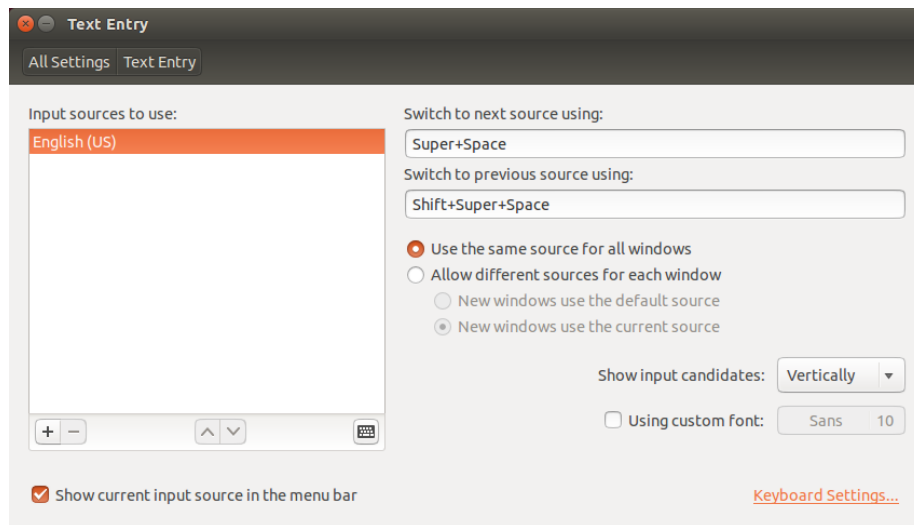 Text Entry
All Settings Text Entry
Input sources to use:
English (US)
Switch to next source using:
Super+Space
Switch to previous source using:
Shift+Super+Space
Use the same source for all windows
Allow different sources for each window
New windows use the default source
New windows use the current source
Show input candidates: Vertically
Using custom font: Sans 10
Show current input source in the menu bar
Keyboard Settings...